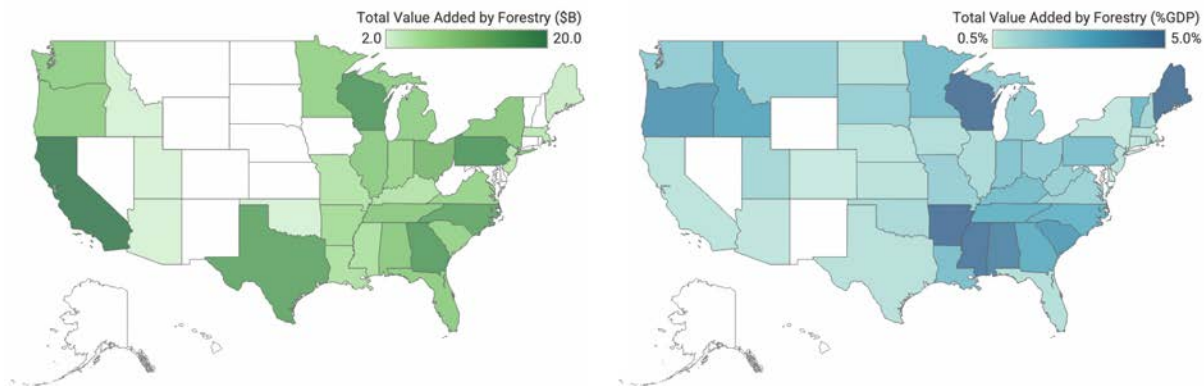 Total Value Added by Forestry ($B)
2.0 20.0
Total Value Added by Forestry (%GDP)
0.5% 5.0%